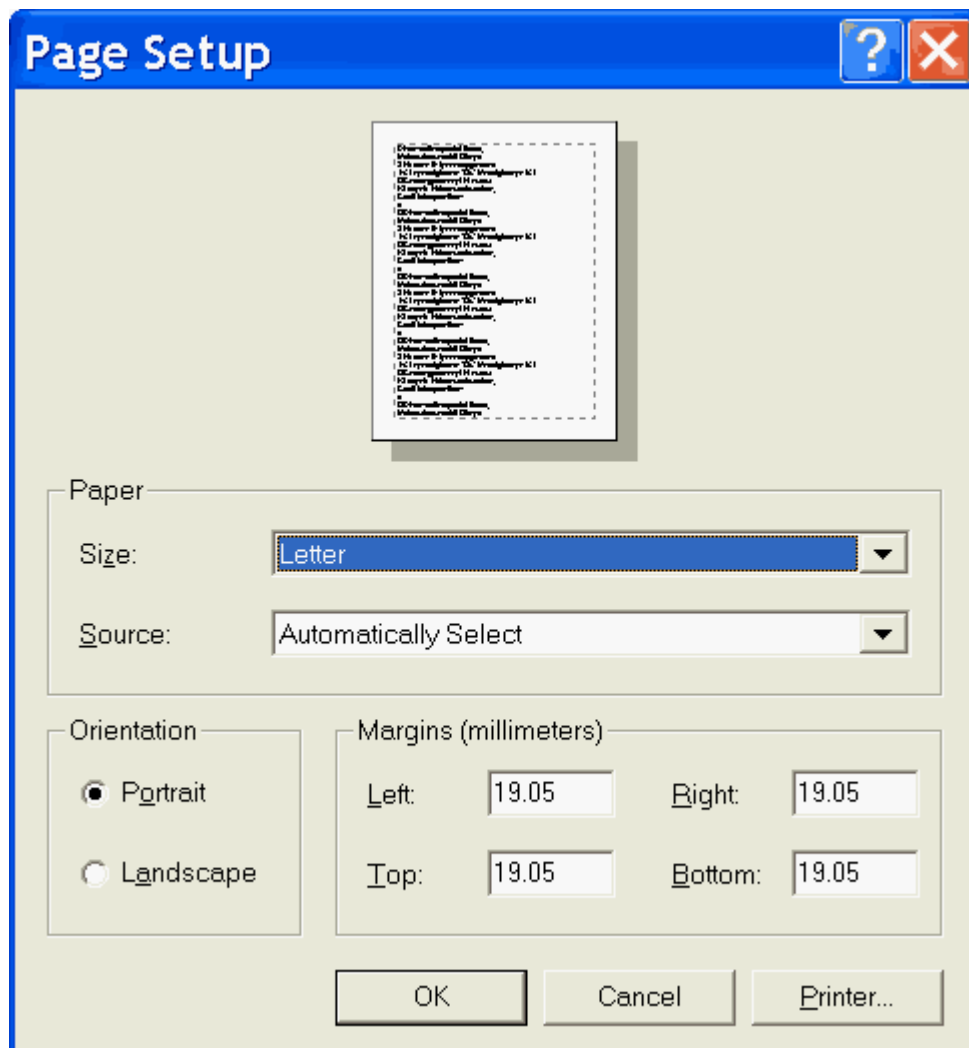 Page Setup
Paper
Size: Letter
Source: Automatically Select
Orientation
Margins (millimeters)
Portrait
Left: 19.05 Right: 19.05
Landscape
Top: 19.05 Bottom: 19.05
OK Cancel Printer...